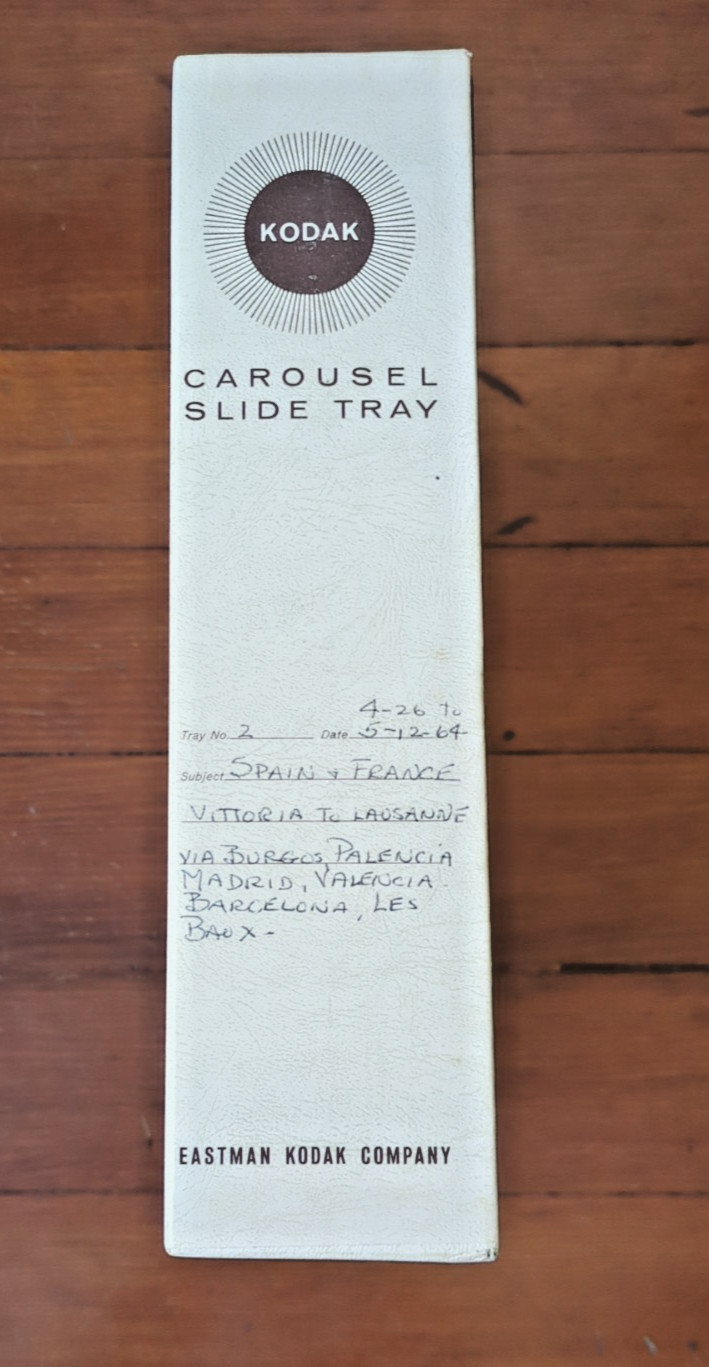 KODAK
CAROUSEL
SLIDE TRAY
4-26 To
Tray No. 2 Date 5-12-64
Subject SPAIN & FRANCE
VITTORIA To LAUSANNE
VIA BURGOS, PALENCIA
MADRID, VALENCIA
BARCELONA, LES
BAUX-
EASTMAN KODAK COMPANY